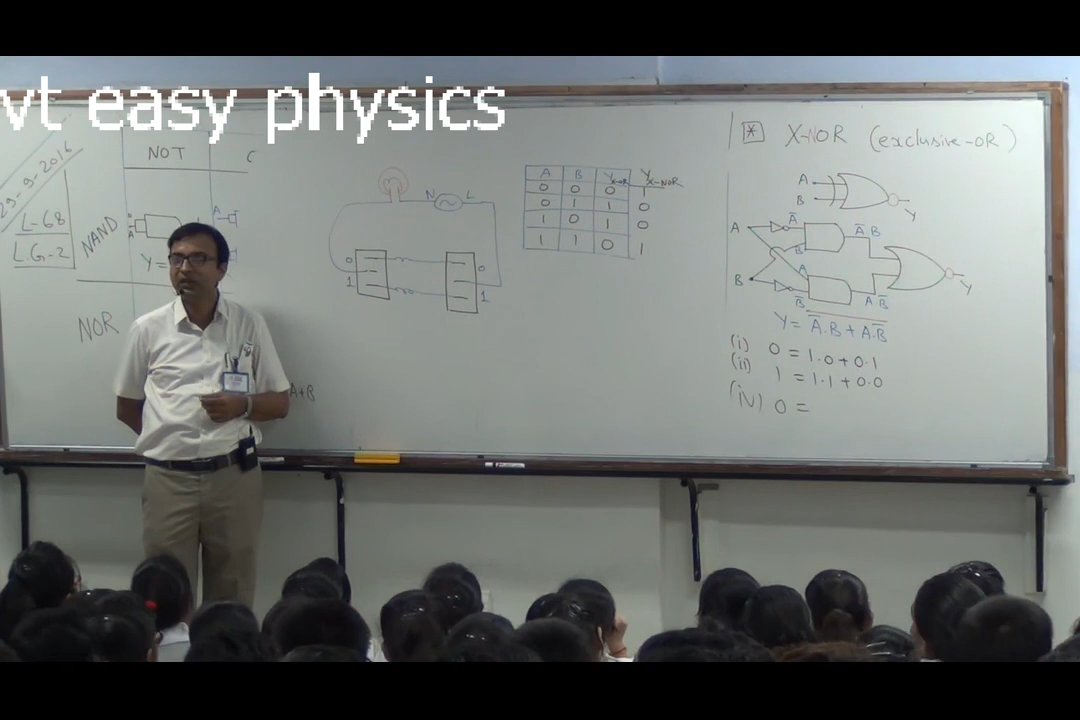 vt easy physics
29-9-2016
L-68
L.G-2
NOT
NAND
A
Y=
NOR
A+B
N L
0 0
1 1
A B Y X-OR Y X-NOR
0 0 0
0 1 1 0
1 0 1 0
1 1 0 1
* X-NOR (exclusive-OR)
A
B
Y
A Ā Ā.B
B
A
B B̄ A.B̄
Y
Y = Ā.B + A.B̄
(i) 0 = 1.0+0.1
(ii) 1 = 1.1+0.0
(iv) 0 =